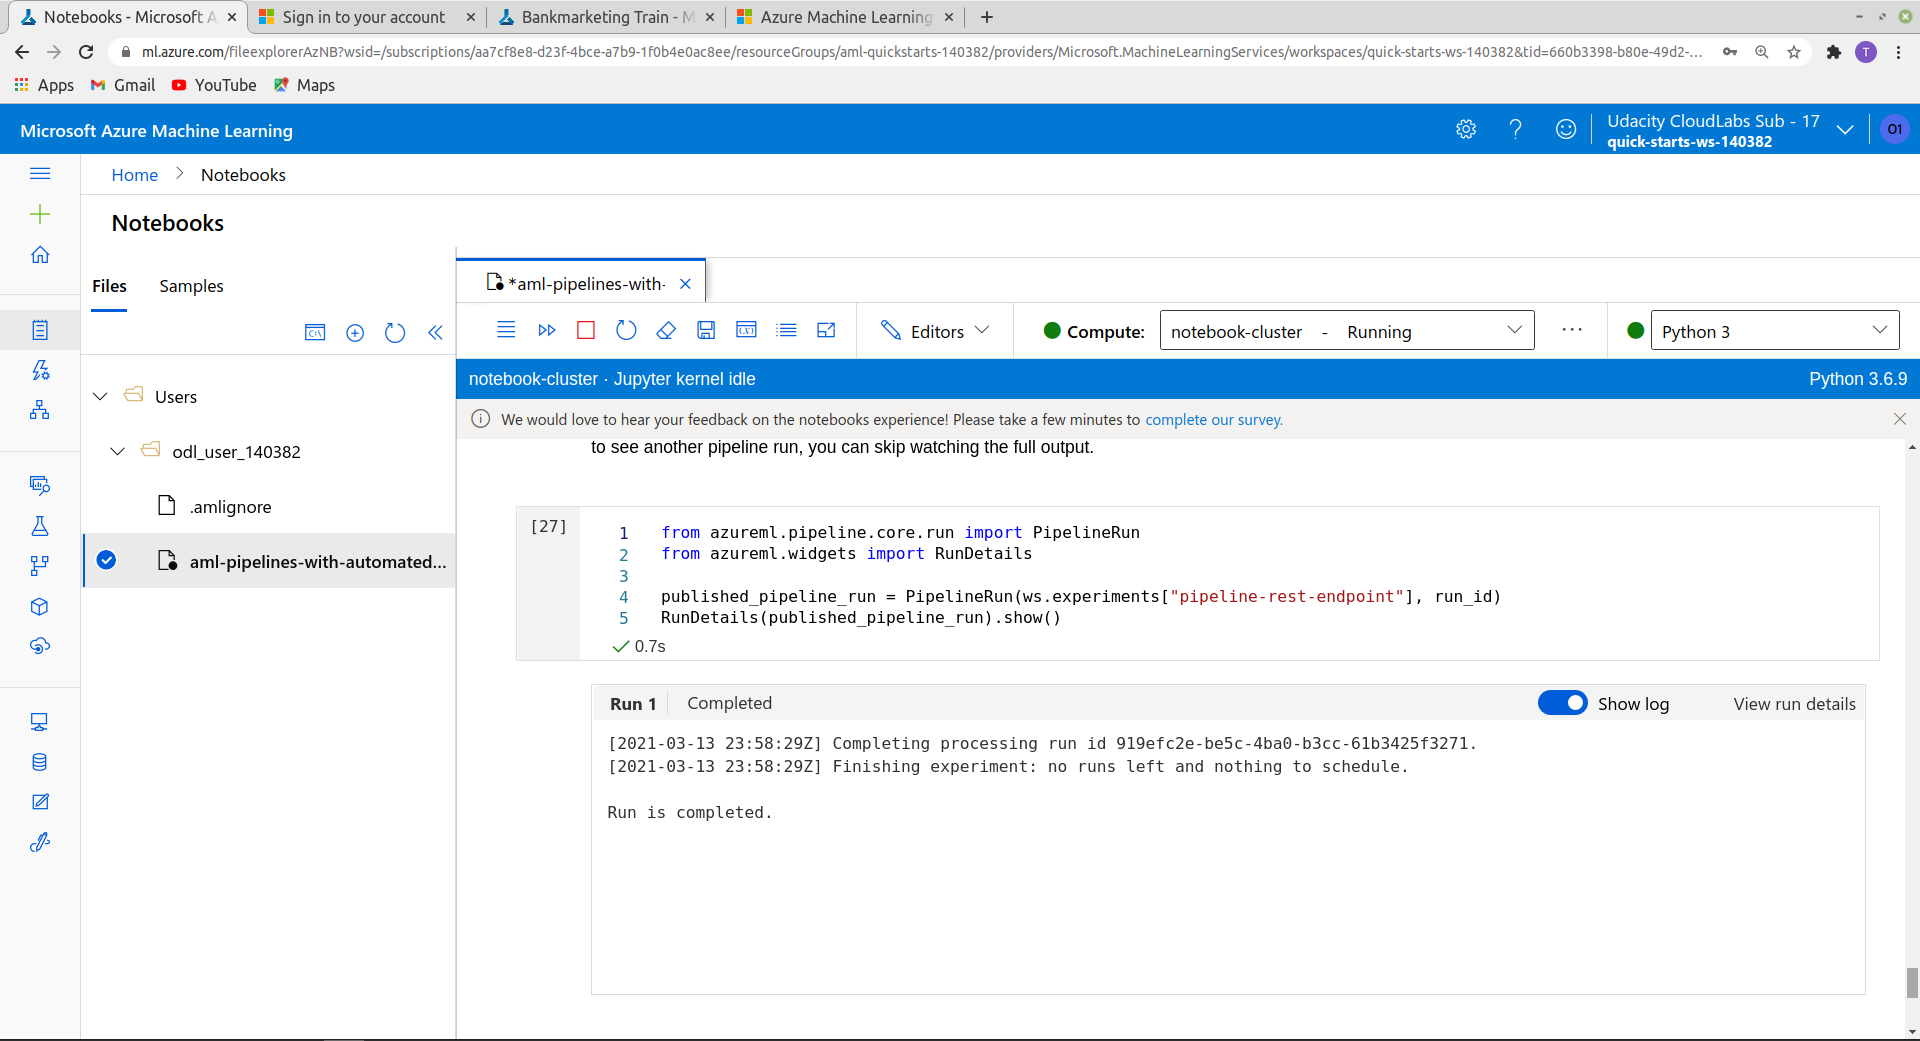 Notebooks - Microsoft A
Sign in to your account
Bankmarketing Train - M
Azure Machine Learning
ml.azure.com/fileexplorerAzNB?wsid=/subscriptions/aa7cf8e8-d23f-4bce-a7b9-1f0b4e0ac8ee/resourceGroups/aml-quickstarts-140382/providers/Microsoft.MachineLearningServices/workspaces/quick-starts-ws-140382&tid=660b3398-b80e-49d2-...
T
Apps
Gmail
YouTube
Maps
Microsoft Azure Machine Learning
Udacity CloudLabs Sub - 17
quick-starts-ws-140382
O1
Home > Notebooks
Notebooks
Files
Samples
Users
odl_user_140382
.amlignore
aml-pipelines-with-automated...
*aml-pipelines-with-
Editors
Compute:
notebook-cluster - Running
...
Python 3
notebook-cluster · Jupyter kernel idle
Python 3.6.9
We would love to hear your feedback on the notebooks experience! Please take a few minutes to complete our survey.
to see another pipeline run, you can skip watching the full output.
[27]
1 from azureml.pipeline.core.run import PipelineRun
2 from azureml.widgets import RunDetails
3
4 published_pipeline_run = PipelineRun(ws.experiments["pipeline-rest-endpoint"], run_id)
5 RunDetails(published_pipeline_run).show()
0.7s
Run 1
Completed
Show log
View run details
[2021-03-13 23:58:29Z] Completing processing run id 919efc2e-be5c-4ba0-b3cc-61b3425f3271.
[2021-03-13 23:58:29Z] Finishing experiment: no runs left and nothing to schedule.
Run is completed.